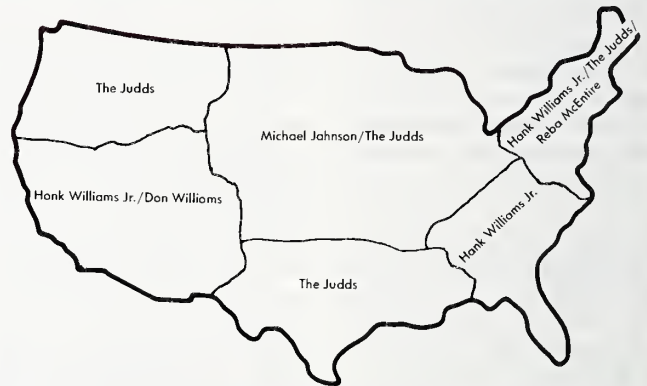 The Judds
Michael Jahnson/The Judds
Hank Williams Jr./The Judds/
Reba McEntire
Honk Williams Jr./Don Willioms
Hank Williams Jr.
The Judds